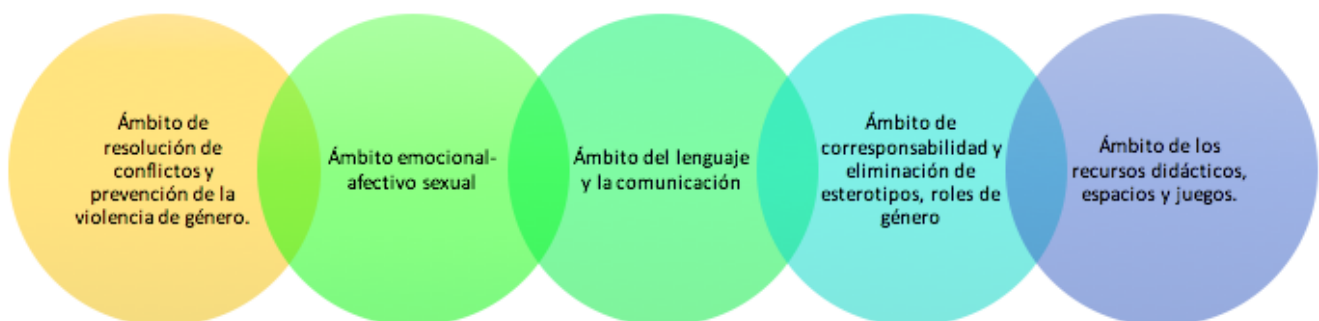 Ámbito de
resolución de
conflictos y
prevención de la
violencia de género.
Ámbito emocional-
afectivo sexual
Ámbito del lenguaje
y la comunicación
Ámbito de
corresponsabilidad y
eliminación de
esterotipos, roles de
género
Ámbito de los
recursos didácticos,
espacios y juegos.